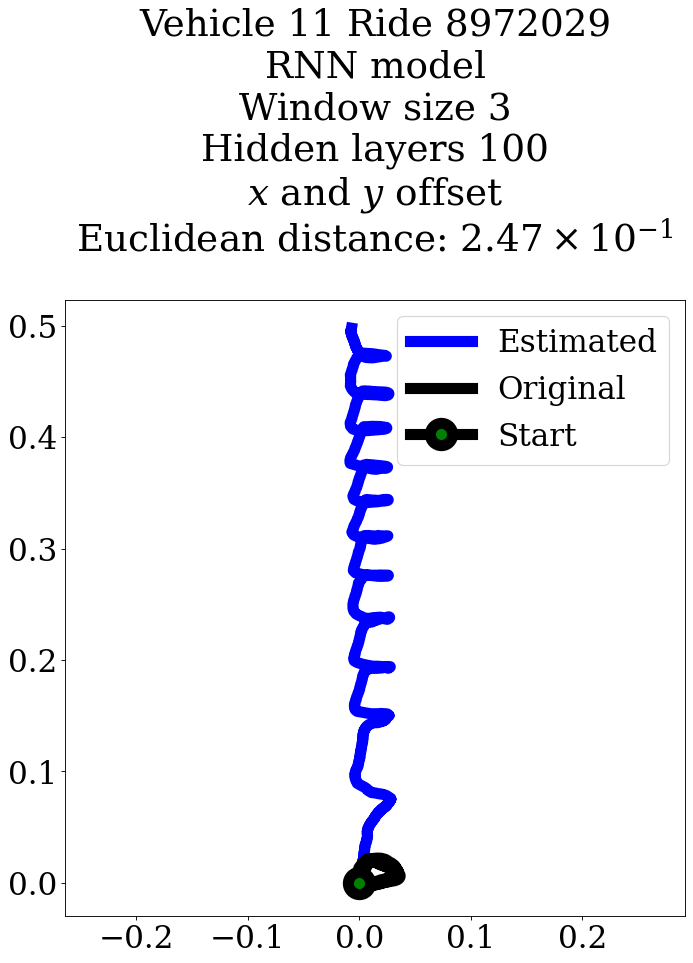 Vehicle 11 Ride 8972029
RNN model
Window size 3
Hidden layers 100
x and y offset
Euclidean distance: 2.47 × 10⁻¹
Estimated
Original
Start
0.5
0.4
0.3
0.2
0.1
0.0
−0.2
−0.1
0.0
0.1
0.2